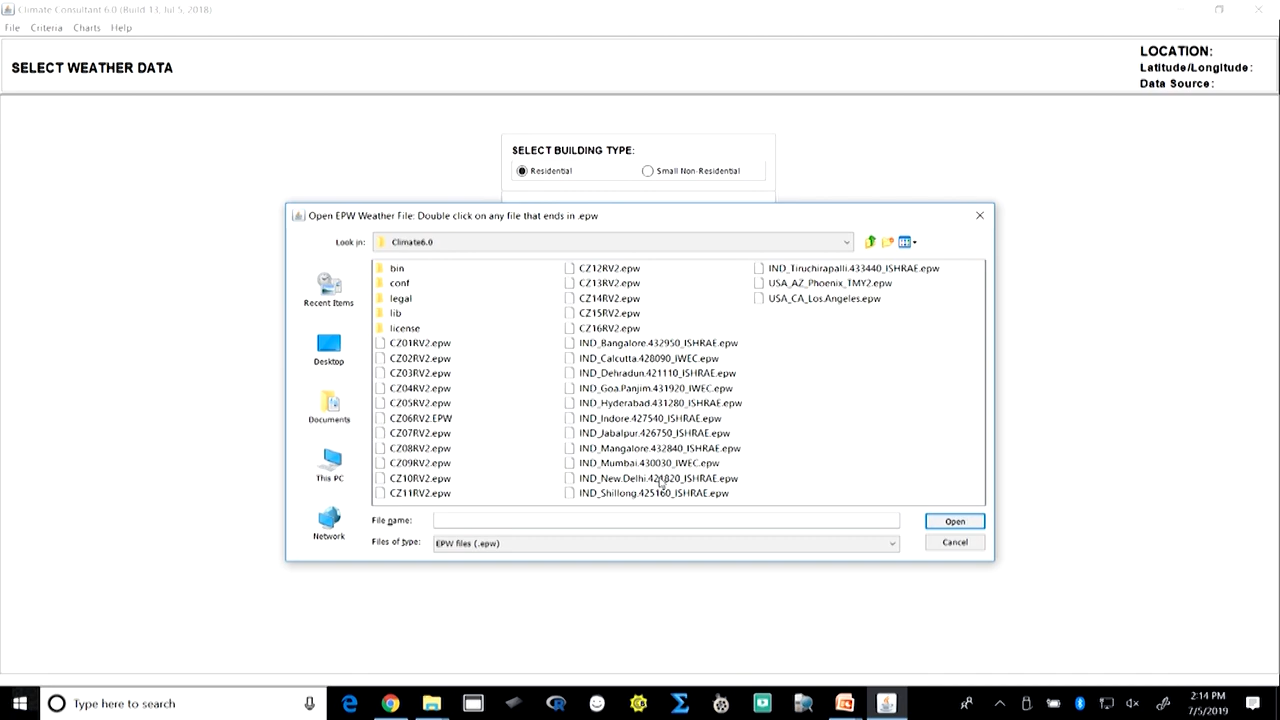 Climate Consultant 6.0 (Build 13, Jul 5, 2018)
File Criteria Charts Help
SELECT WEATHER DATA
LOCATION:
Latitude/Longitude:
Data Source:
SELECT BUILDING TYPE:
Residential Small Non-Residential
Open EPW Weather File: Double click on any file that ends in .epw
Look in: Climate6.0
Recent Items
Desktop
Documents
This PC
Network
bin
conf
legal
lib
license
CZ01RV2.epw
CZ02RV2.epw
CZ03RV2.epw
CZ04RV2.epw
CZ05RV2.epw
CZ06RV2.EPW
CZ07RV2.epw
CZ08RV2.epw
CZ09RV2.epw
CZ10RV2.epw
CZ11RV2.epw
CZ12RV2.epw
CZ13RV2.epw
CZ14RV2.epw
CZ15RV2.epw
CZ16RV2.epw
IND_Bangalore.432950_ISHRAE.epw
IND_Calcutta.428090_IWEC.epw
IND_Dehradun.421110_ISHRAE.epw
IND_Goa.Panjim.431920_IWEC.epw
IND_Hyderabad.431280_ISHRAE.epw
IND_Indore.427540_ISHRAE.epw
IND_Jabalpur.426750_ISHRAE.epw
IND_Mangalore.432840_ISHRAE.epw
IND_Mumbai.430030_IWEC.epw
IND_New.Delhi.421820_ISHRAE.epw
IND_Shillong.425160_ISHRAE.epw
IND_Tiruchirapalli.433440_ISHRAE.epw
USA_AZ_Phoenix_TMY2.epw
USA_CA_Los.Angeles.epw
File name:
Open
Files of type: EPW files (.epw)
Cancel
Type here to search
2:14 PM
7/5/2019